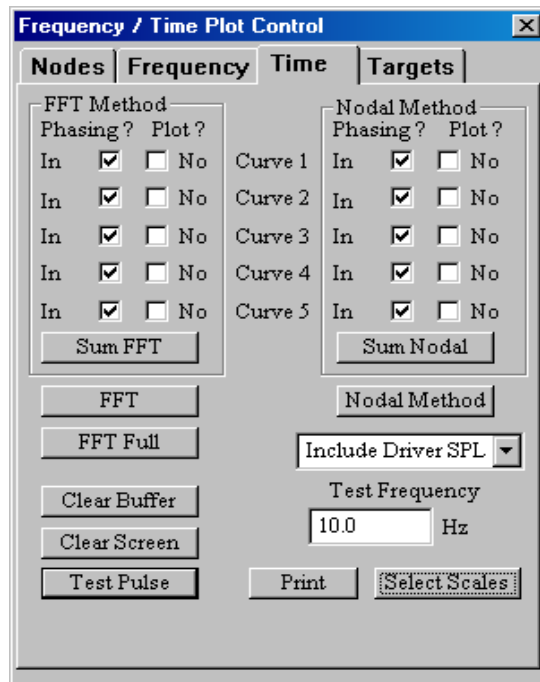 Frequency / Time Plot Control
Nodes Frequency Time Targets
FFT Method Nodal Method
Phasing? Plot? Phasing? Plot?
In No Curve 1 In No
In No Curve 2 In No
In No Curve 3 In No
In No Curve 4 In No
In No Curve 5 In No
Sum FFT Sum Nodal
FFT Nodal Method
FFT Full Include Driver SPL
Test Frequency
Clear Buffer 10.0 Hz
Clear Screen
Test Pulse Print Select Scales